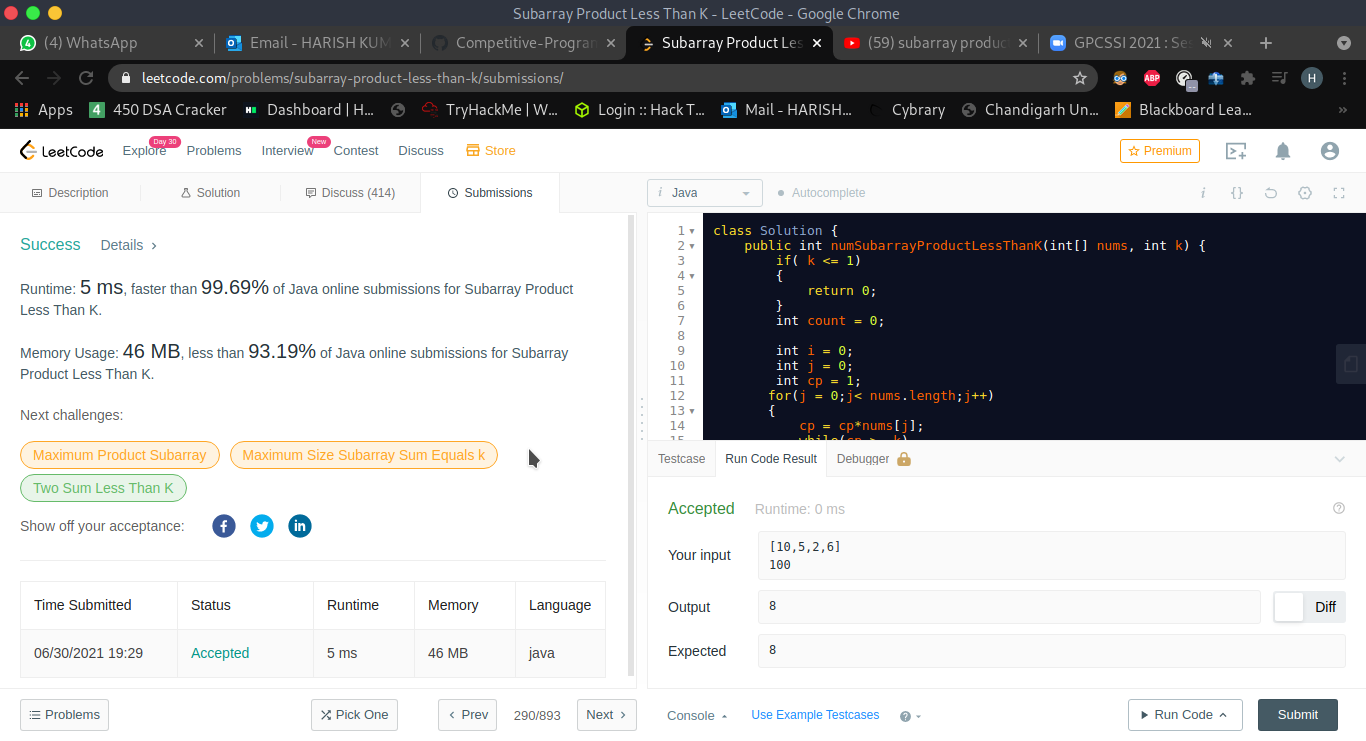 Subarray Product Less Than K - LeetCode - Google Chrome
(4) WhatsApp
Email - HARISH KUM
Competitive-Progran
Subarray Product Les
(59) subarray produc
GPCSSI 2021 : Se
leetcode.com/problems/subarray-product-less-than-k/submissions/
ABP
H
Apps
4 450 DSA Cracker
Dashboard | H...
TryHackMe | W...
Login :: Hack T...
Mail - HARISH...
Cybrary
Chandigarh Un...
Blackboard Lea...
»
LeetCode
Explore
Day 30
Problems
Interview
New
Contest
Discuss
Store
Premium
Description
Solution
Discuss (414)
Submissions
i Java
Autocomplete
i {}
Success
Details >
Runtime: 5 ms, faster than 99.69% of Java online submissions for Subarray Product
Less Than K.
Memory Usage: 46 MB, less than 93.19% of Java online submissions for Subarray
Product Less Than K.
Next challenges:
Maximum Product Subarray
Maximum Size Subarray Sum Equals k
Two Sum Less Than K
Show off your acceptance:
Time Submitted Status Runtime Memory Language
06/30/2021 19:29 Accepted 5 ms 46 MB java
Problems
Pick One
< Prev
290/893
Next >
1 class Solution {
2 public int numSubarrayProductLessThanK(int[] nums, int k) {
3 if( k <= 1)
4 {
5 return 0;
6 }
7 int count = 0;
8
9 int i = 0;
10 int j = 0;
11 int cp = 1;
12 for(j = 0;j< nums.length;j++)
13 {
14 cp = cp*nums[j];
15 while(cp >= k)
Testcase
Run Code Result
Debugger
Accepted
Runtime: 0 ms
Your input
[10,5,2,6]
100
Output
8
Diff
Expected
8
Console
Use Example Testcases
Run Code
Submit